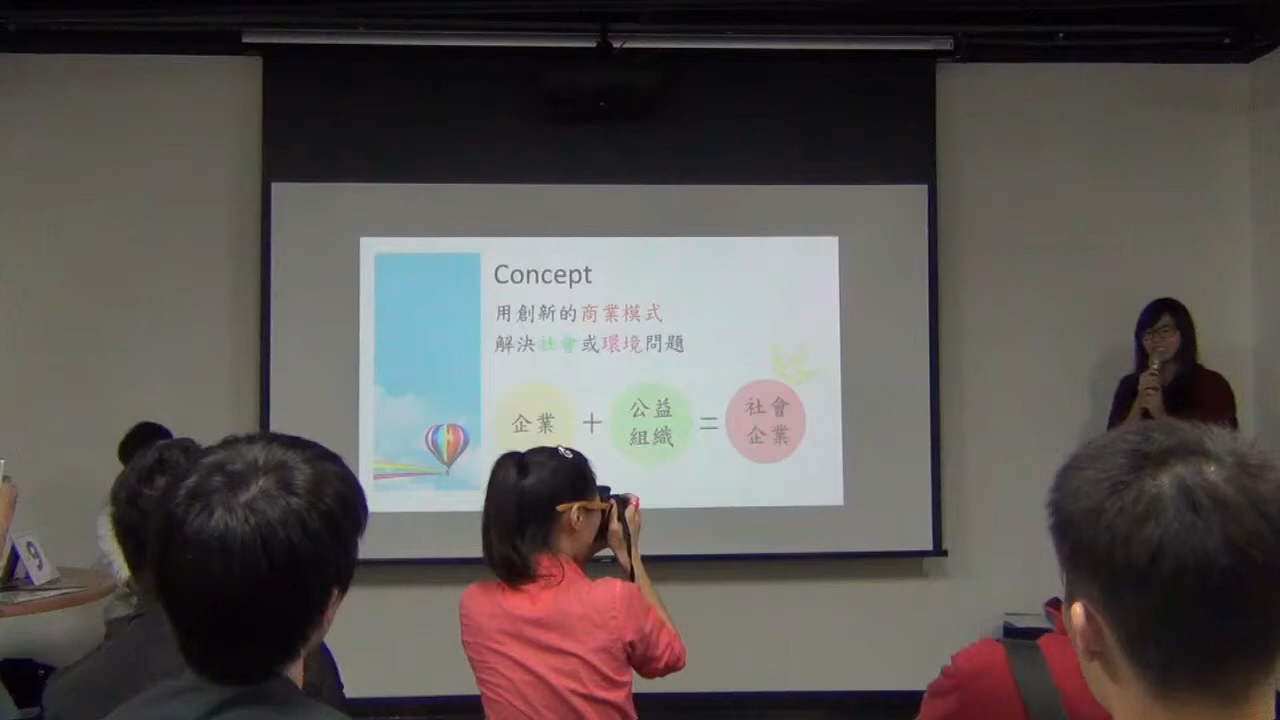 Concept
用創新的商業模式
解決社會或環境問題
企業 + 公益組織 = 社會企業
9